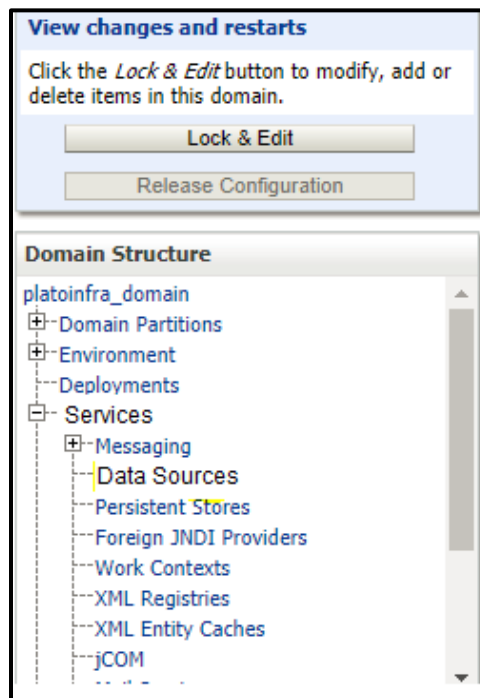 View changes and restarts
Click the Lock & Edit button to modify, add or
delete items in this domain.
Lock & Edit
Release Configuration
Domain Structure
platoinfra_domain
Domain Partitions
Environment
Deployments
Services
Messaging
Data Sources
Persistent Stores
Foreign JNDI Providers
Work Contexts
XML Registries
XML Entity Caches
jCOM